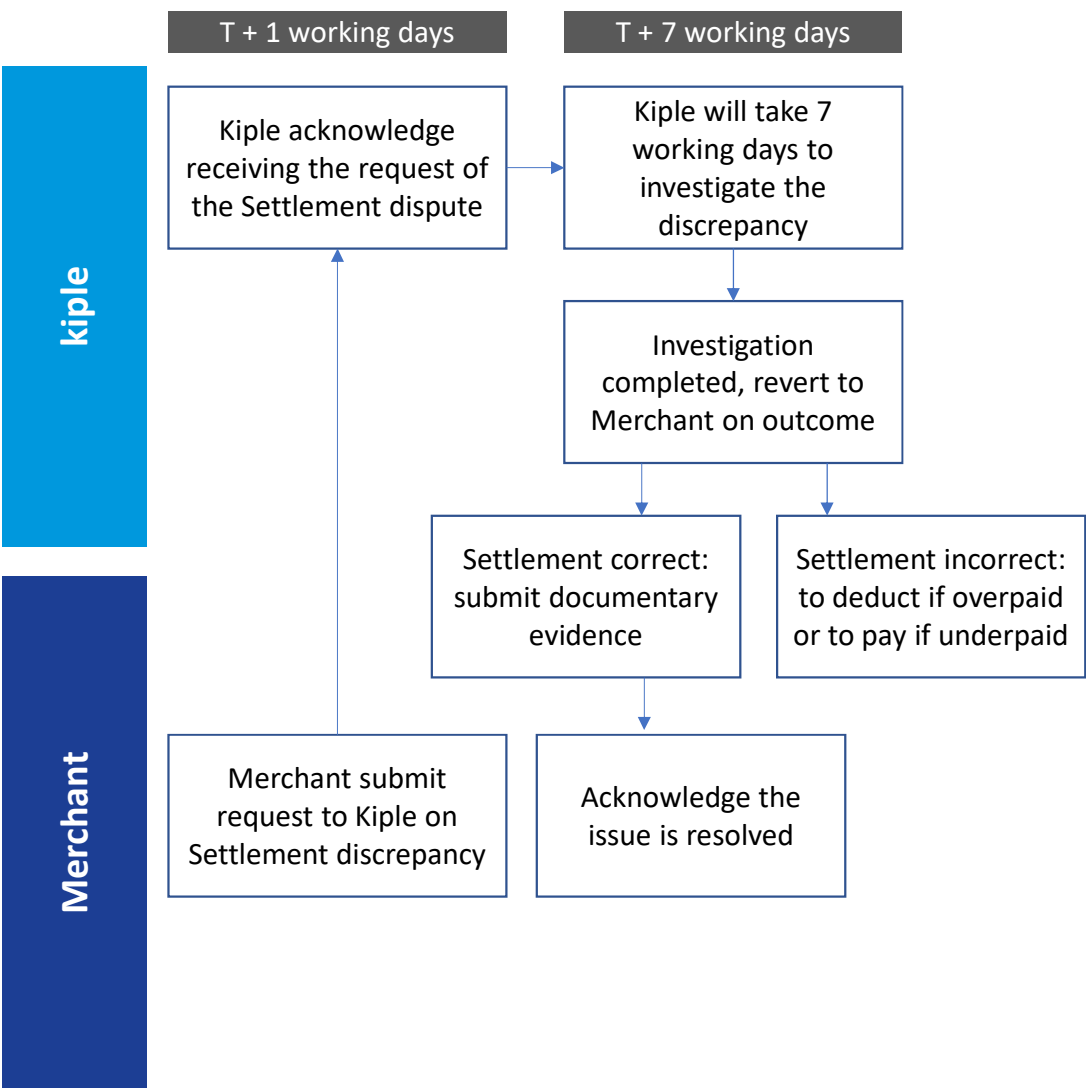 T + 1 working days
T + 7 working days
kiple
Kiple acknowledge
receiving the request of
the Settlement dispute
Kiple will take 7
working days to
investigate the
discrepancy
Investigation
completed, revert to
Merchant on outcome
Settlement correct:
submit documentary
evidence
Settlement incorrect:
to deduct if overpaid
or to pay if underpaid
Merchant
Merchant submit
request to Kiple on
Settlement discrepancy
Acknowledge the
issue is resolved